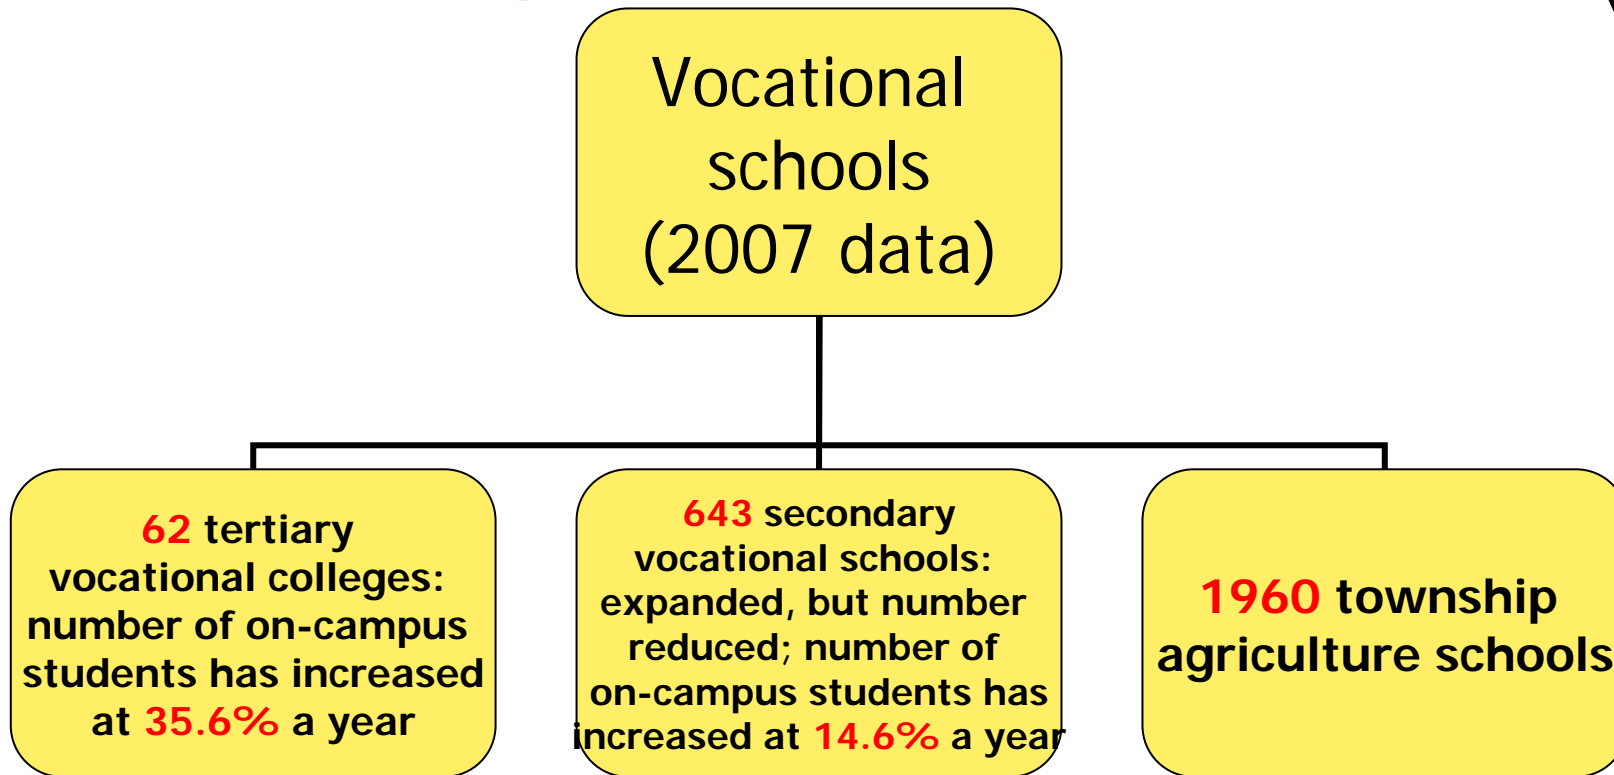 Vocational
schools
(2007 data)
62 tertiary
vocational colleges:
number of on-campus
students has increased
at 35.6% a year
643 secondary
vocational schools:
expanded, but number
reduced; number of
on-campus students has
increased at 14.6% a year
1960 township
agriculture schools